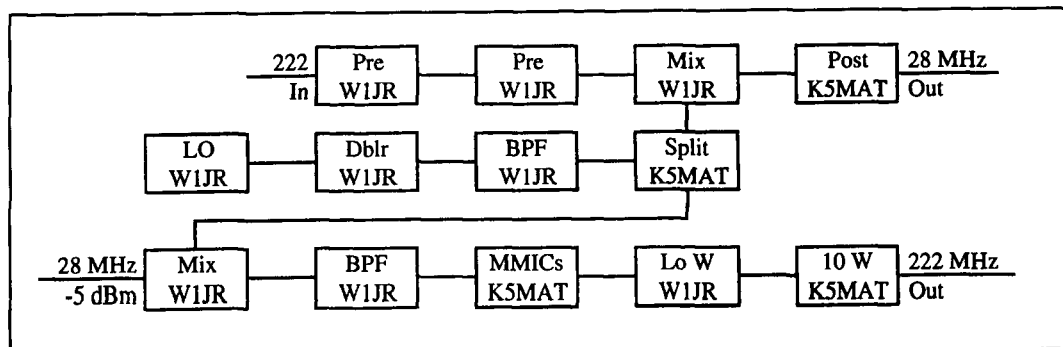 222
In
Pre
W1JR
Pre
W1JR
Mix
W1JR
Post
K5MAT
28 MHz
Out
LO
W1JR
Dblr
W1JR
BPF
W1JR
Split
K5MAT
28 MHz
-5 dBm
Mix
W1JR
BPF
W1JR
MMICs
K5MAT
Lo W
W1JR
10 W
K5MAT
222 MHz
Out